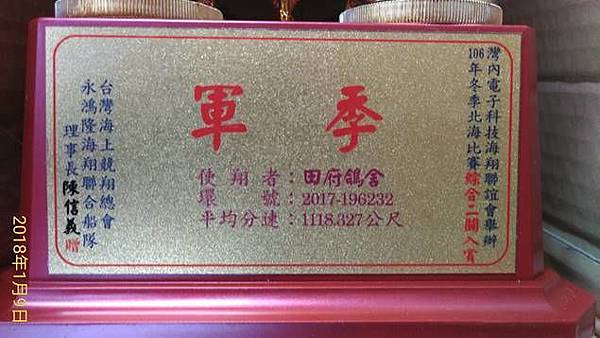 灣內電子科技海翔聯誼會舉辦
106年冬季北海比賽綜合二關入賞
季軍
使翔者：田府鴿舍
環號：2017-196232
平均分速：1118.327公尺
台灣海上競翔總會
永鴻隆海翔聯合船隊
理事長陳信義贈
2018年1月9日